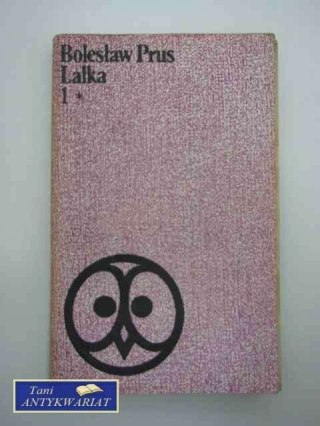 Bolesław Prus
Lalka
1 *
Tani
ANTYKWARIAT